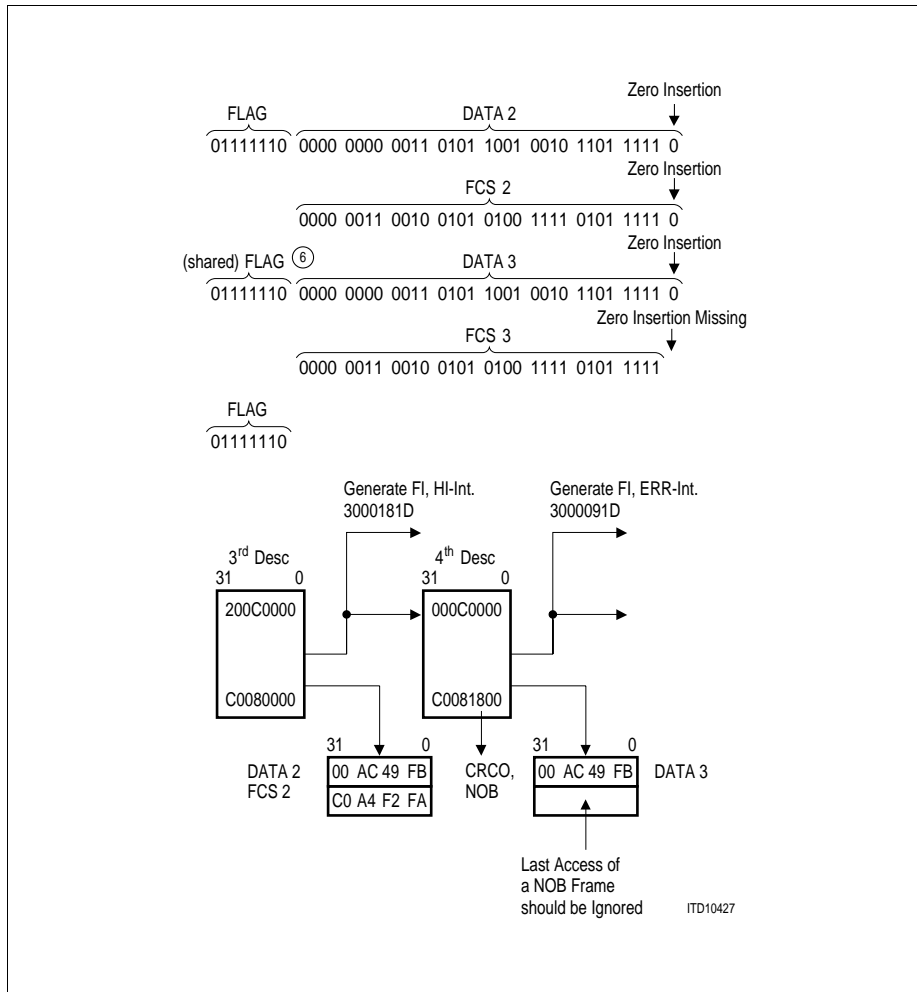 Zero Insertion
FLAG DATA 2
01111110 0000 0000 0011 0101 1001 0010 1101 1111 0
Zero Insertion
FCS 2
0000 0011 0010 0101 0100 1111 0101 1111 0
Zero Insertion
(shared) FLAG 6 DATA 3
01111110 0000 0000 0011 0101 1001 0010 1101 1111 0
Zero Insertion Missing
FCS 3
0000 0011 0010 0101 0100 1111 0101 1111
FLAG
01111110
Generate FI, HI-Int. Generate FI, ERR-Int.
3000181D 3000091D
3rd Desc 4th Desc
31 0 31 0
200C0000 000C0000
C0080000 C0081800
31 0 31 0
DATA 2 00 AC 49 FB CRCO, 00 AC 49 FB DATA 3
FCS 2 C0 A4 F2 FA NOB
Last Access of
a NOB Frame
should be Ignored ITD10427